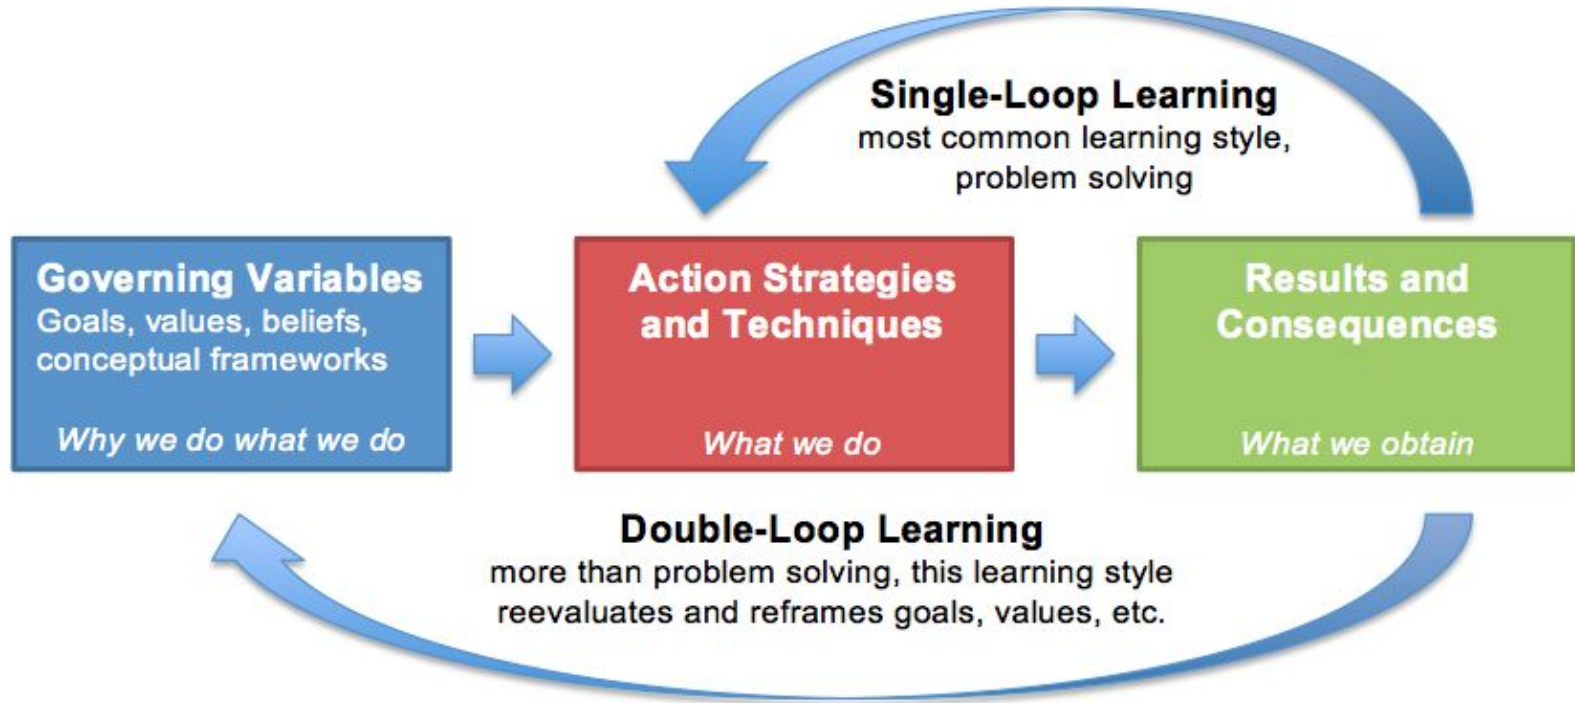 Single-Loop Learning
most common learning style,
problem solving
Governing Variables
Goals, values, beliefs,
conceptual frameworks
Why we do what we do
Action Strategies
and Techniques
What we do
Results and
Consequences
What we obtain
Double-Loop Learning
more than problem solving, this learning style
reevaluates and reframes goals, values, etc.